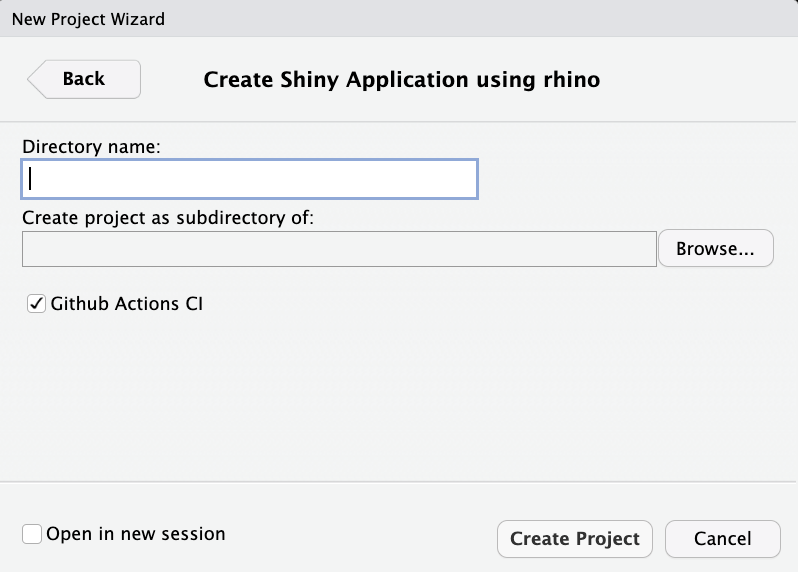 New Project Wizard
Back
Create Shiny Application using rhino
Directory name:
Create project as subdirectory of:
Browse...
Github Actions CI
Open in new session
Create Project
Cancel